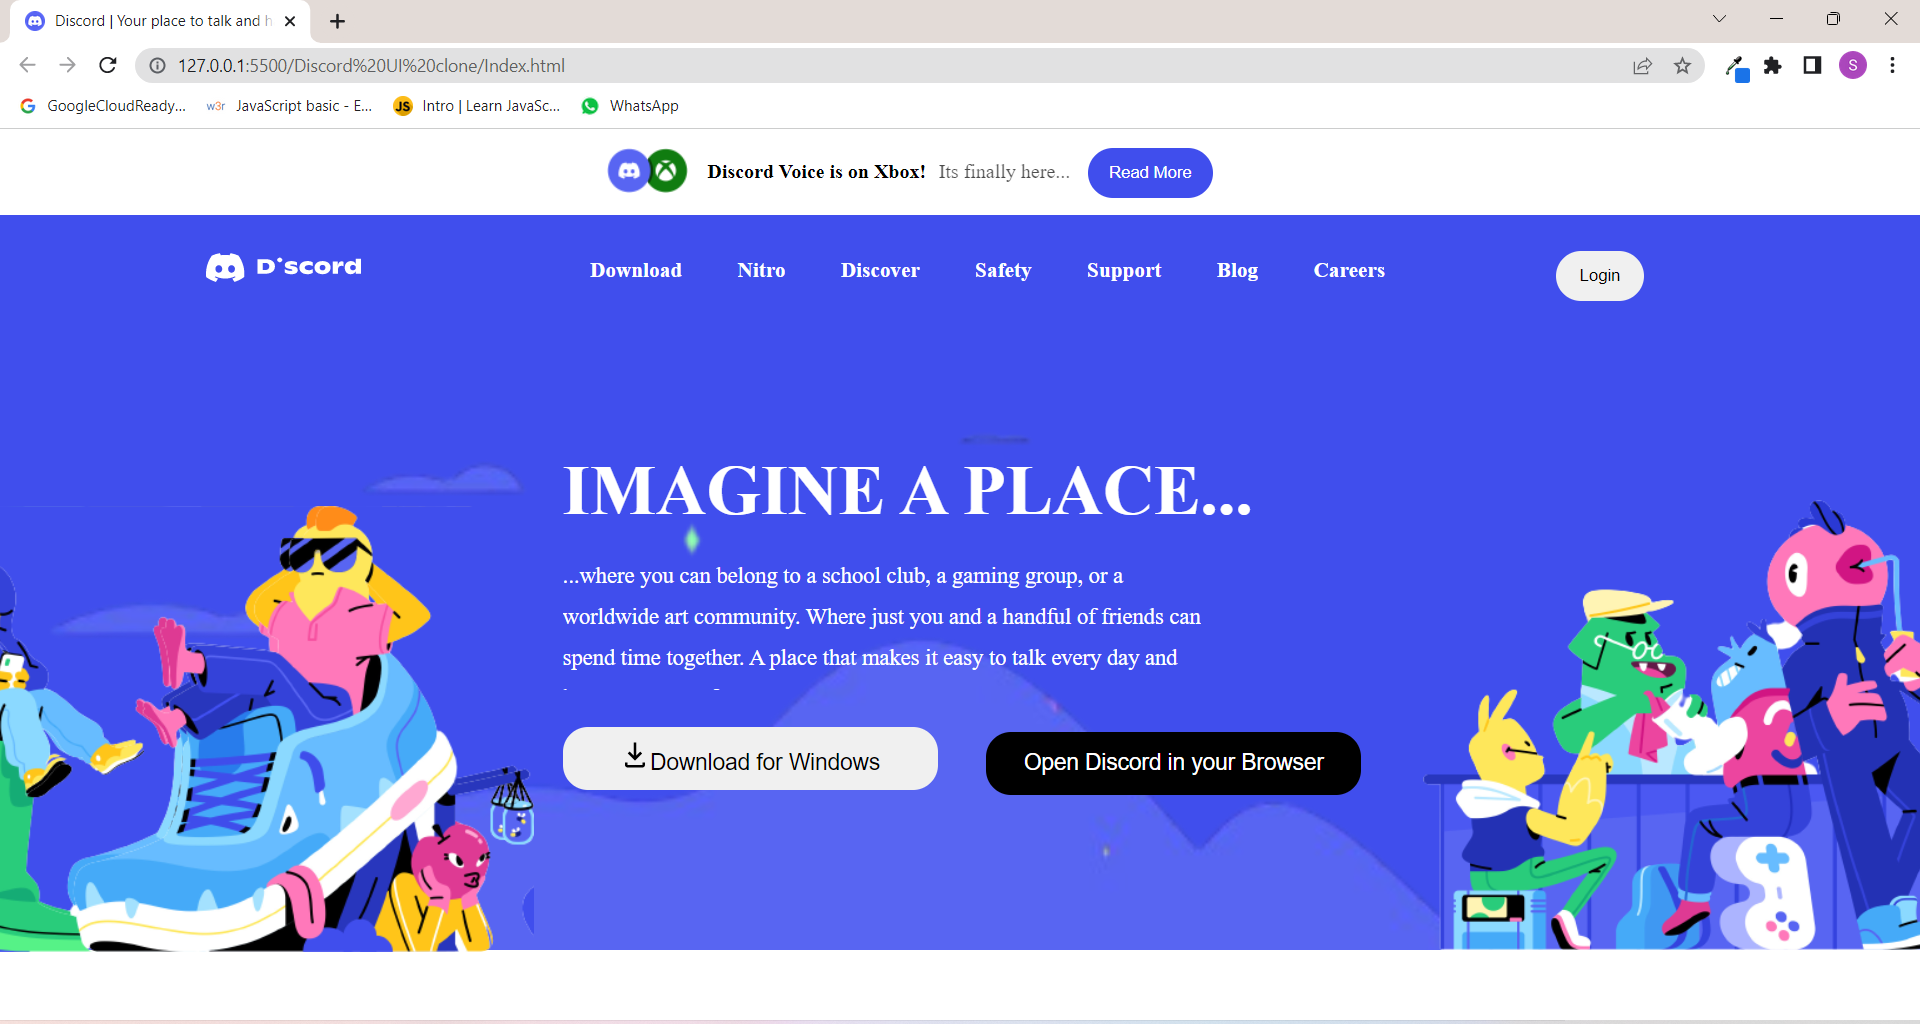 Discord | Your place to talk and h
127.0.0.1:5500/Discord%20UI%20clone/Index.html
S
GoogleCloudReady... w3r JavaScript basic - E... JS Intro | Learn JavaSc... WhatsApp
Discord Voice is on Xbox! Its finally here... Read More
D•scord Download Nitro Discover Safety Support Blog Careers Login
IMAGINE A PLACE...
...where you can belong to a school club, a gaming group, or a
worldwide art community. Where just you and a handful of friends can
spend time together. A place that makes it easy to talk every day and
Download for Windows Open Discord in your Browser